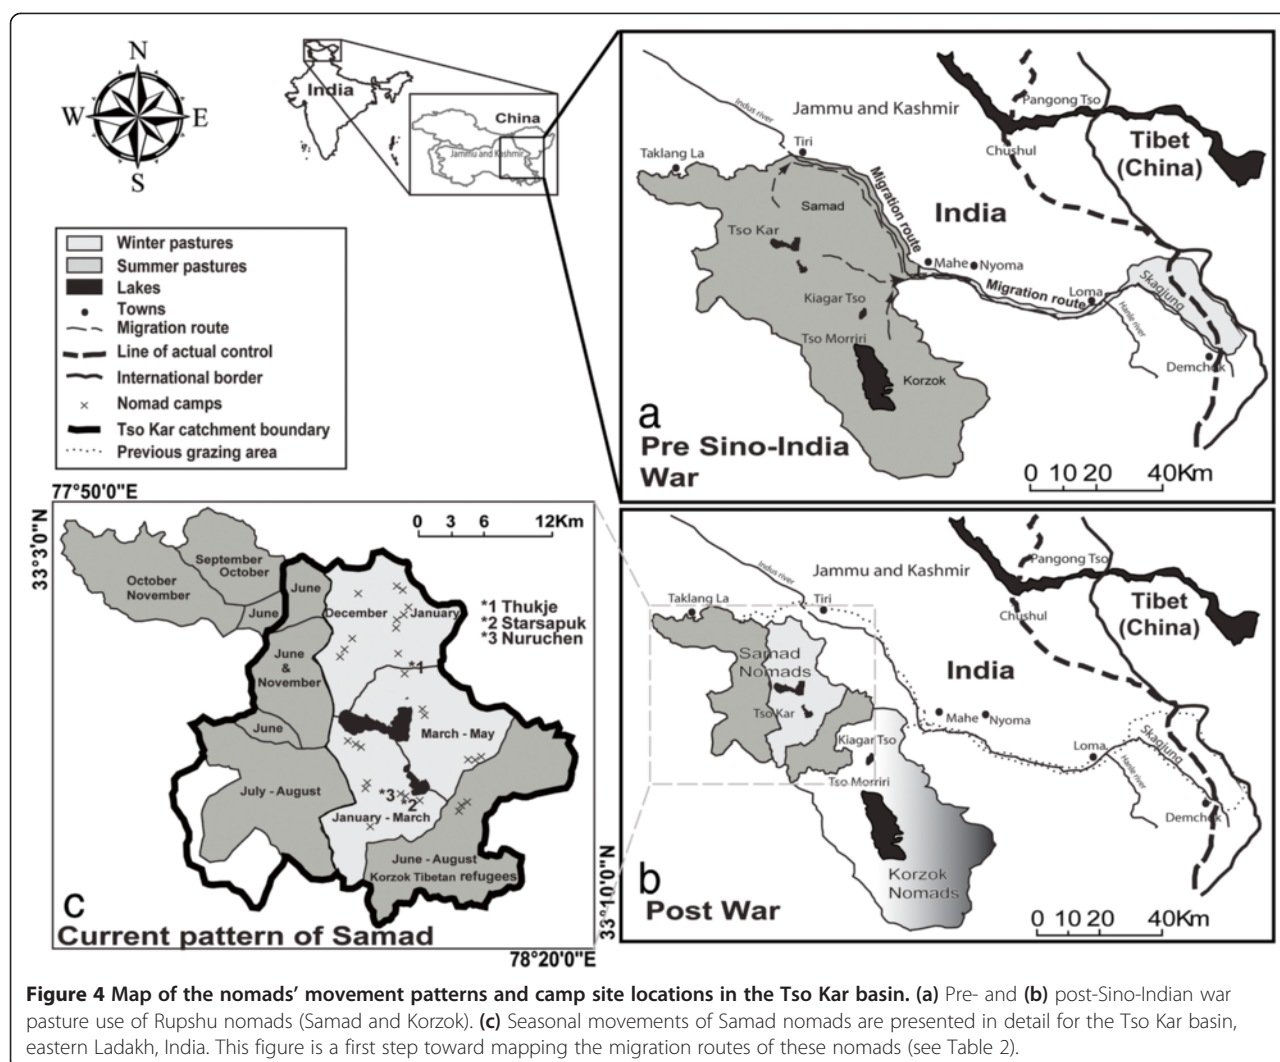 N
W
E
S
India
China
Jammu and Kashmir
Winter pastures
Summer pastures
Lakes
Towns
Migration route
Line of actual control
International border
Nomad camps
Tso Kar catchment boundary
Previous grazing area
Indus river
Jammu and Kashmir
Pangong Tso
Tibet
(China)
Chushul
Tiri
Taklang La
Migration route
Samad
India
Tso Kar
Mahe
Nyoma
Kiagar Tso
Migration route
Loma
Skagjung
Hanle river
Tso Morriri
Korzok
Demchok
a
Pre Sino-India
War
0 10 20 40Km
77°50'0"E
33°3'0"N
0 3 6 12Km
September
October
October
November
June
June
December
January
*1 Thukje
*2 Starsapuk
*3 Nuruchen
June
&
November
*1
June
March - May
July - August
*3
*2
January - March
June - August
Korzok Tibetan refugees
c
Current pattern of Samad
33°10'0"N
78°20'0"E
Indus river
Jammu and Kashmir
Pangong Tso
Tibet
(China)
Chushul
Taklang La
Tiri
Samad
Nomads
India
Tso Kar
Mahe
Nyoma
Kiagar Tso
Loma
Skagjung
Hanle river
Tso Morriri
Demchok
Korzok
Nomads
b
Post War
0 10 20 40Km
Figure 4 Map of the nomads' movement patterns and camp site locations in the Tso Kar basin. (a) Pre- and (b) post-Sino-Indian war
pasture use of Rupshu nomads (Samad and Korzok). (c) Seasonal movements of Samad nomads are presented in detail for the Tso Kar basin,
eastern Ladakh, India. This figure is a first step toward mapping the migration routes of these nomads (see Table 2).